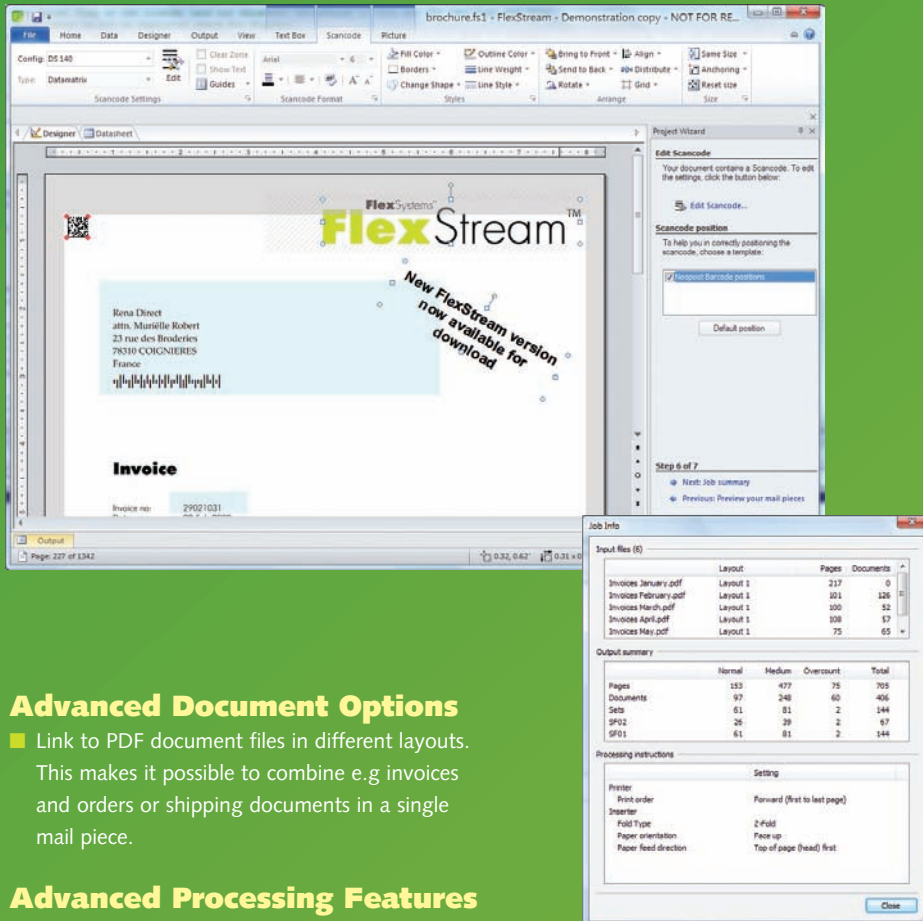 brochure.fs1 - FlexStream - Demonstration copy - NOT FOR RE...
File Home Data Designer Output View Text Box Scancode Picture
Config: DS 140
Type: Datamatrix
Edit
Clear Zone
Show Text
Guides
Arial 6
Fill Color
Borders
Change Shape
Outline Color
Line Weight
Line Style
Bring to Front
Send to Back
Rotate
Align
Distribute
Grid
Same Size
Anchoring
Reset size
Scancode Settings Scancode Format Styles Arrange Size
Designer Datasheet
FlexSystems™
FlexStream™
New FlexStream version
now available for
download
Rena Direct
attn. Muriëlle Robert
23 rue des Broderies
78310 COIGNIERES
France
Invoice
Invoice no: 29021031
Project Wizard
Edit Scancode
Your document contains a Scancode. To edit
the settings, click the button below:
Edit Scancode...
Scancode position
To help you in correctly positioning the
scancode, choose a template:
Neopost Barcode positions
Default position
Step 6 of 7
Next: Job summary
Previous: Preview your mail pieces
Output
Page: 227 of 1342
0.32, 0.62"
0.31 x 0
Job Info
Input files (6)
Layout Pages Documents
Invoices January.pdf Layout 1 217 0
Invoices February.pdf Layout 1 101 126
Invoices March.pdf Layout 1 100 52
Invoices April.pdf Layout 1 108 57
Invoices May.pdf Layout 1 75 65
Output summary
Normal Medium Overcount Total
Pages 153 477 75 705
Documents 97 248 60 406
Sets 61 81 2 144
SF02 26 39 2 67
SF01 61 81 2 144
Processing instructions
Setting
Printer
Print order Forward (first to last page)
Inserter
Fold Type Z-Fold
Paper orientation Face up
Paper feed direction Top of page (head) first
Close
Advanced Document Options
Link to PDF document files in different layouts.
This makes it possible to combine e.g invoices
and orders or shipping documents in a single
mail piece.
Advanced Processing Features